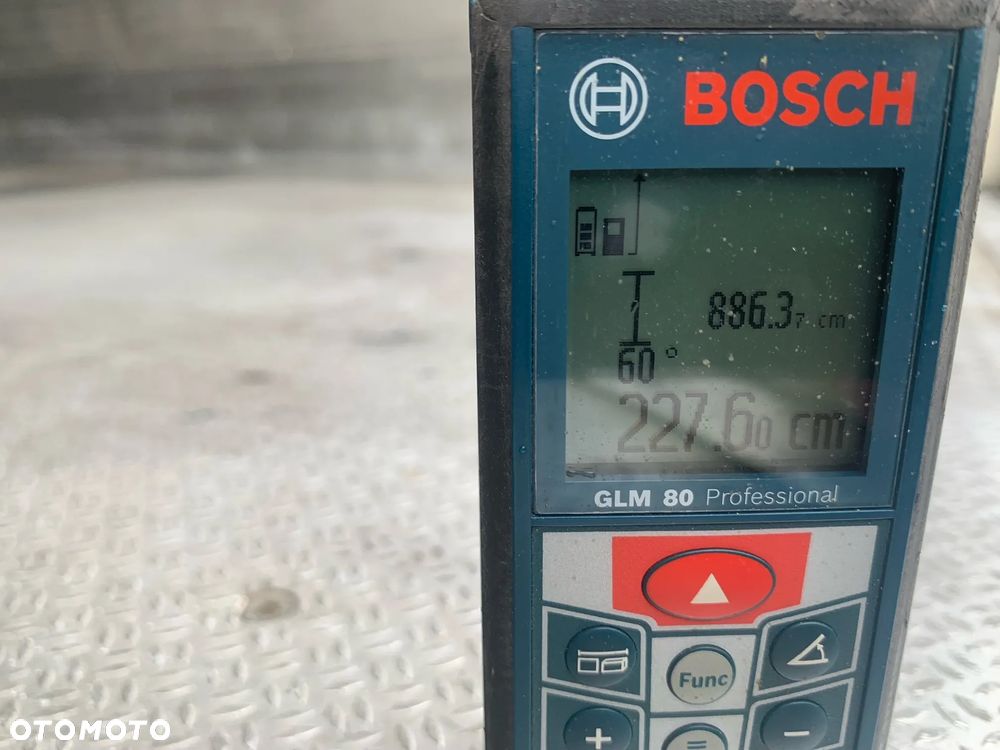 BOSCH
886.37 cm
60°
227.60 cm
GLM 80 Professional
Func
+ = −
OTOMOTO